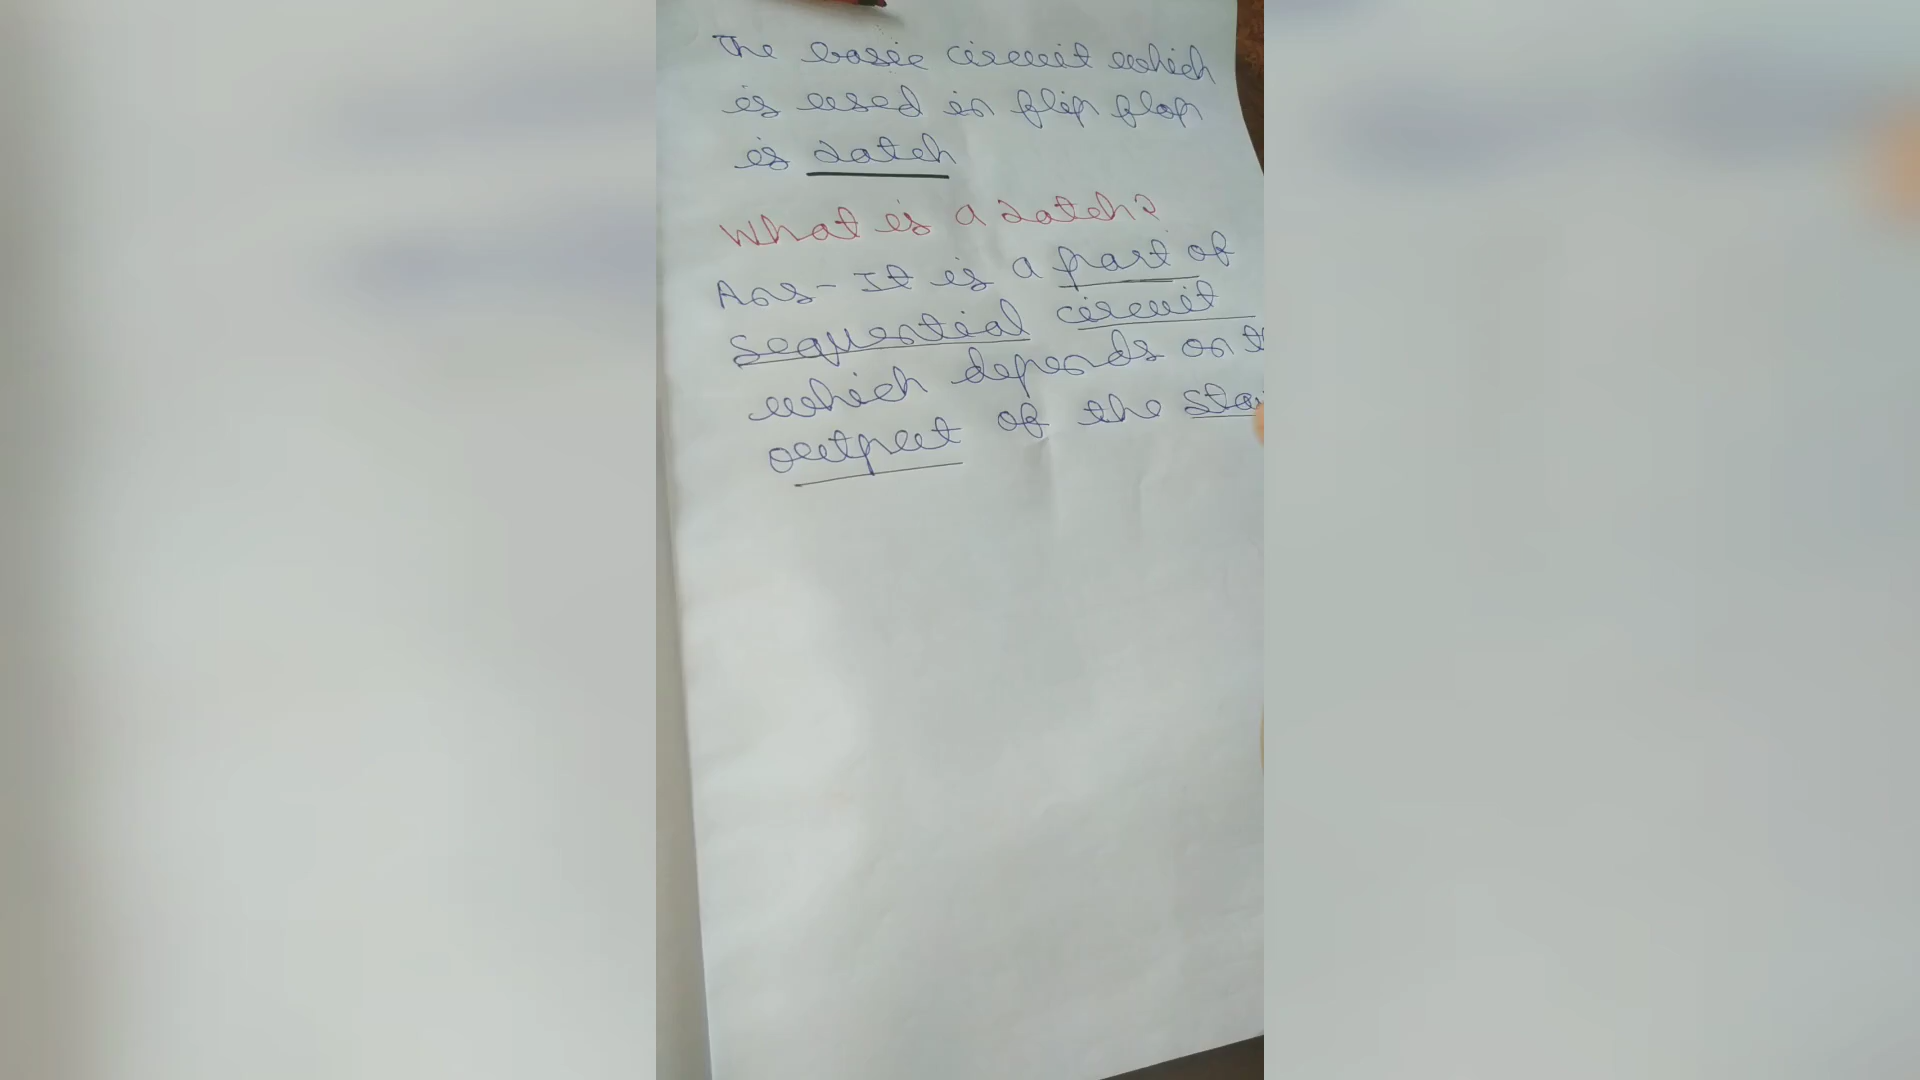 The basic circuit which
is used in flip flop
is Latch
What is a Latch?
Ans- It is a part of
sequential circuit
which depends on
output of the